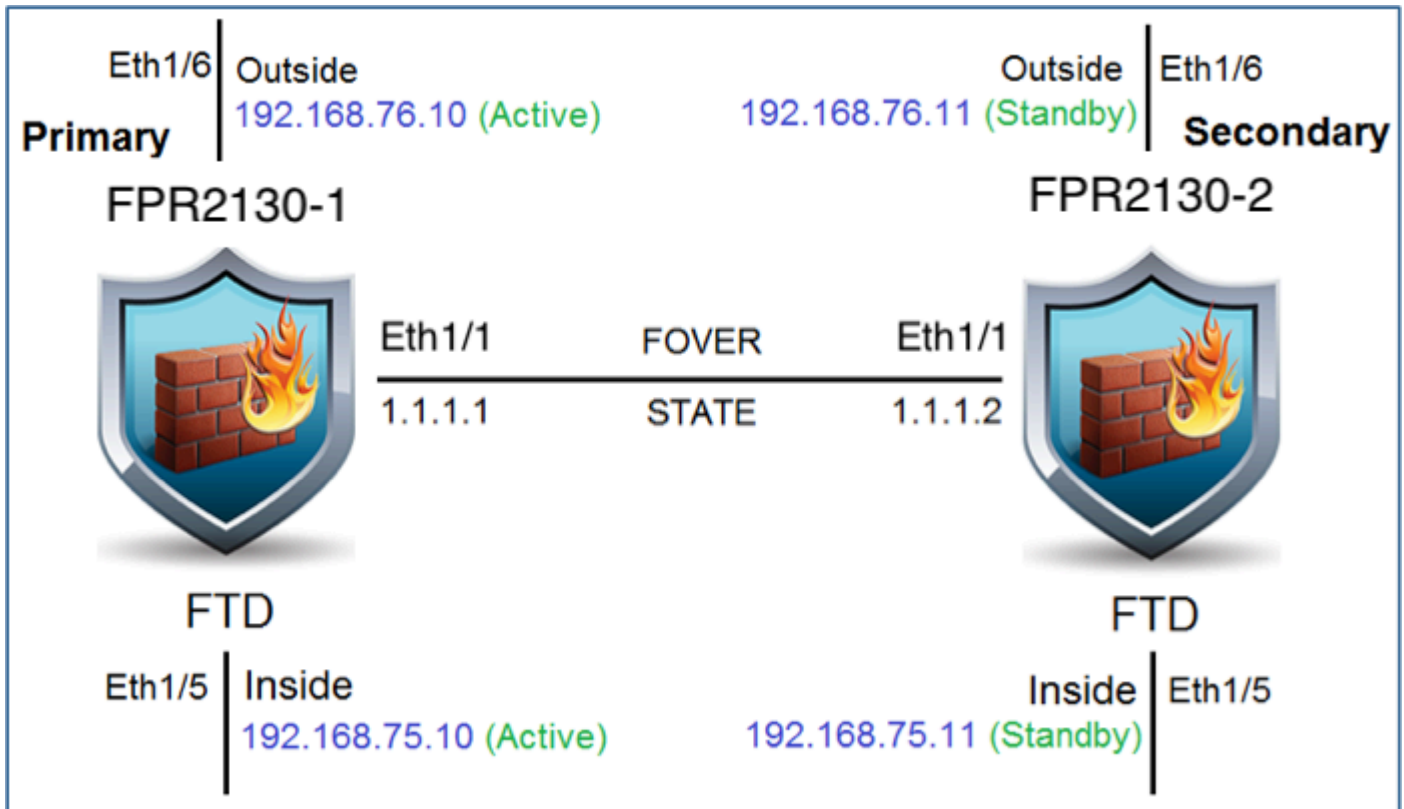 Eth1/6
Outside
192.168.76.10 (Active)
Primary
FPR2130-1
Outside
Eth1/6
192.168.76.11 (Standby)
Secondary
FPR2130-2
Eth1/1
FOVER
Eth1/1
1.1.1.1
STATE
1.1.1.2
FTD
Eth1/5
Inside
192.168.75.10 (Active)
FTD
Inside
Eth1/5
192.168.75.11 (Standby)